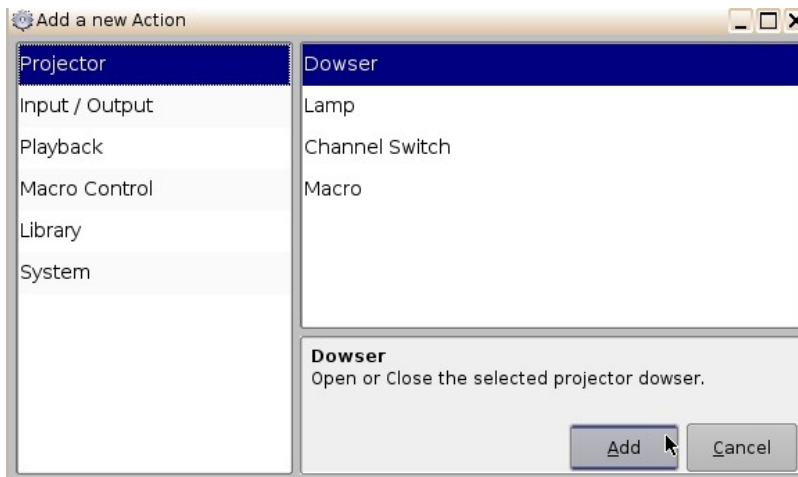 Add a new Action
Projector
Input / Output
Playback
Macro Control
Library
System
Dowser
Lamp
Channel Switch
Macro
Dowser
Open or Close the selected projector dowser.
Add
Cancel